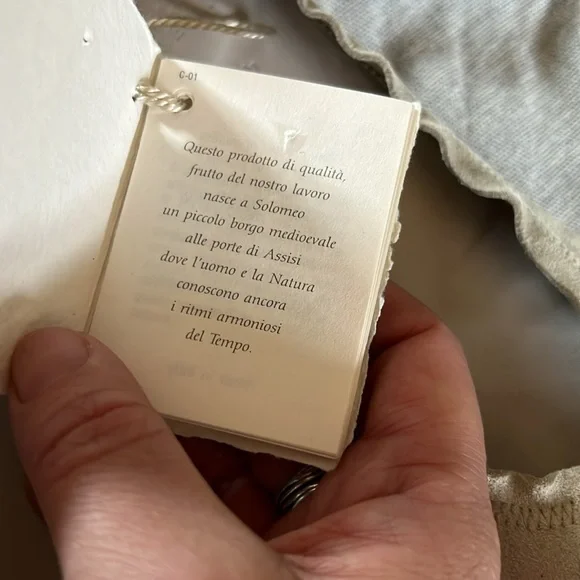 C-01
Questo prodotto di qualità,
frutto del nostro lavoro
nasce a Solomeo
un piccolo borgo medioevale
alle porte di Assisi
dove l'uomo e la Natura
conoscono ancora
i ritmi armoniosi
del Tempo.